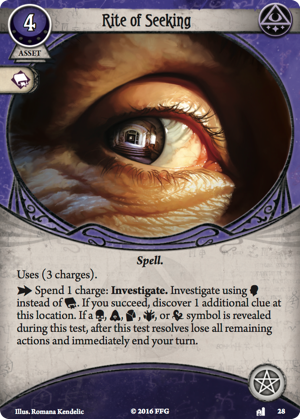 4
Rite of Seeking
ASSET
Spell.
Uses (3 charges).
Spend 1 charge: Investigate. Investigate using
instead of . If you succeed, discover 1 additional clue at
this location. If a , , , , or symbol is revealed
during this test, after this test resolves lose all remaining
actions and immediately end your turn.
Illus. Romana Kendelic
© 2016 FFG
28